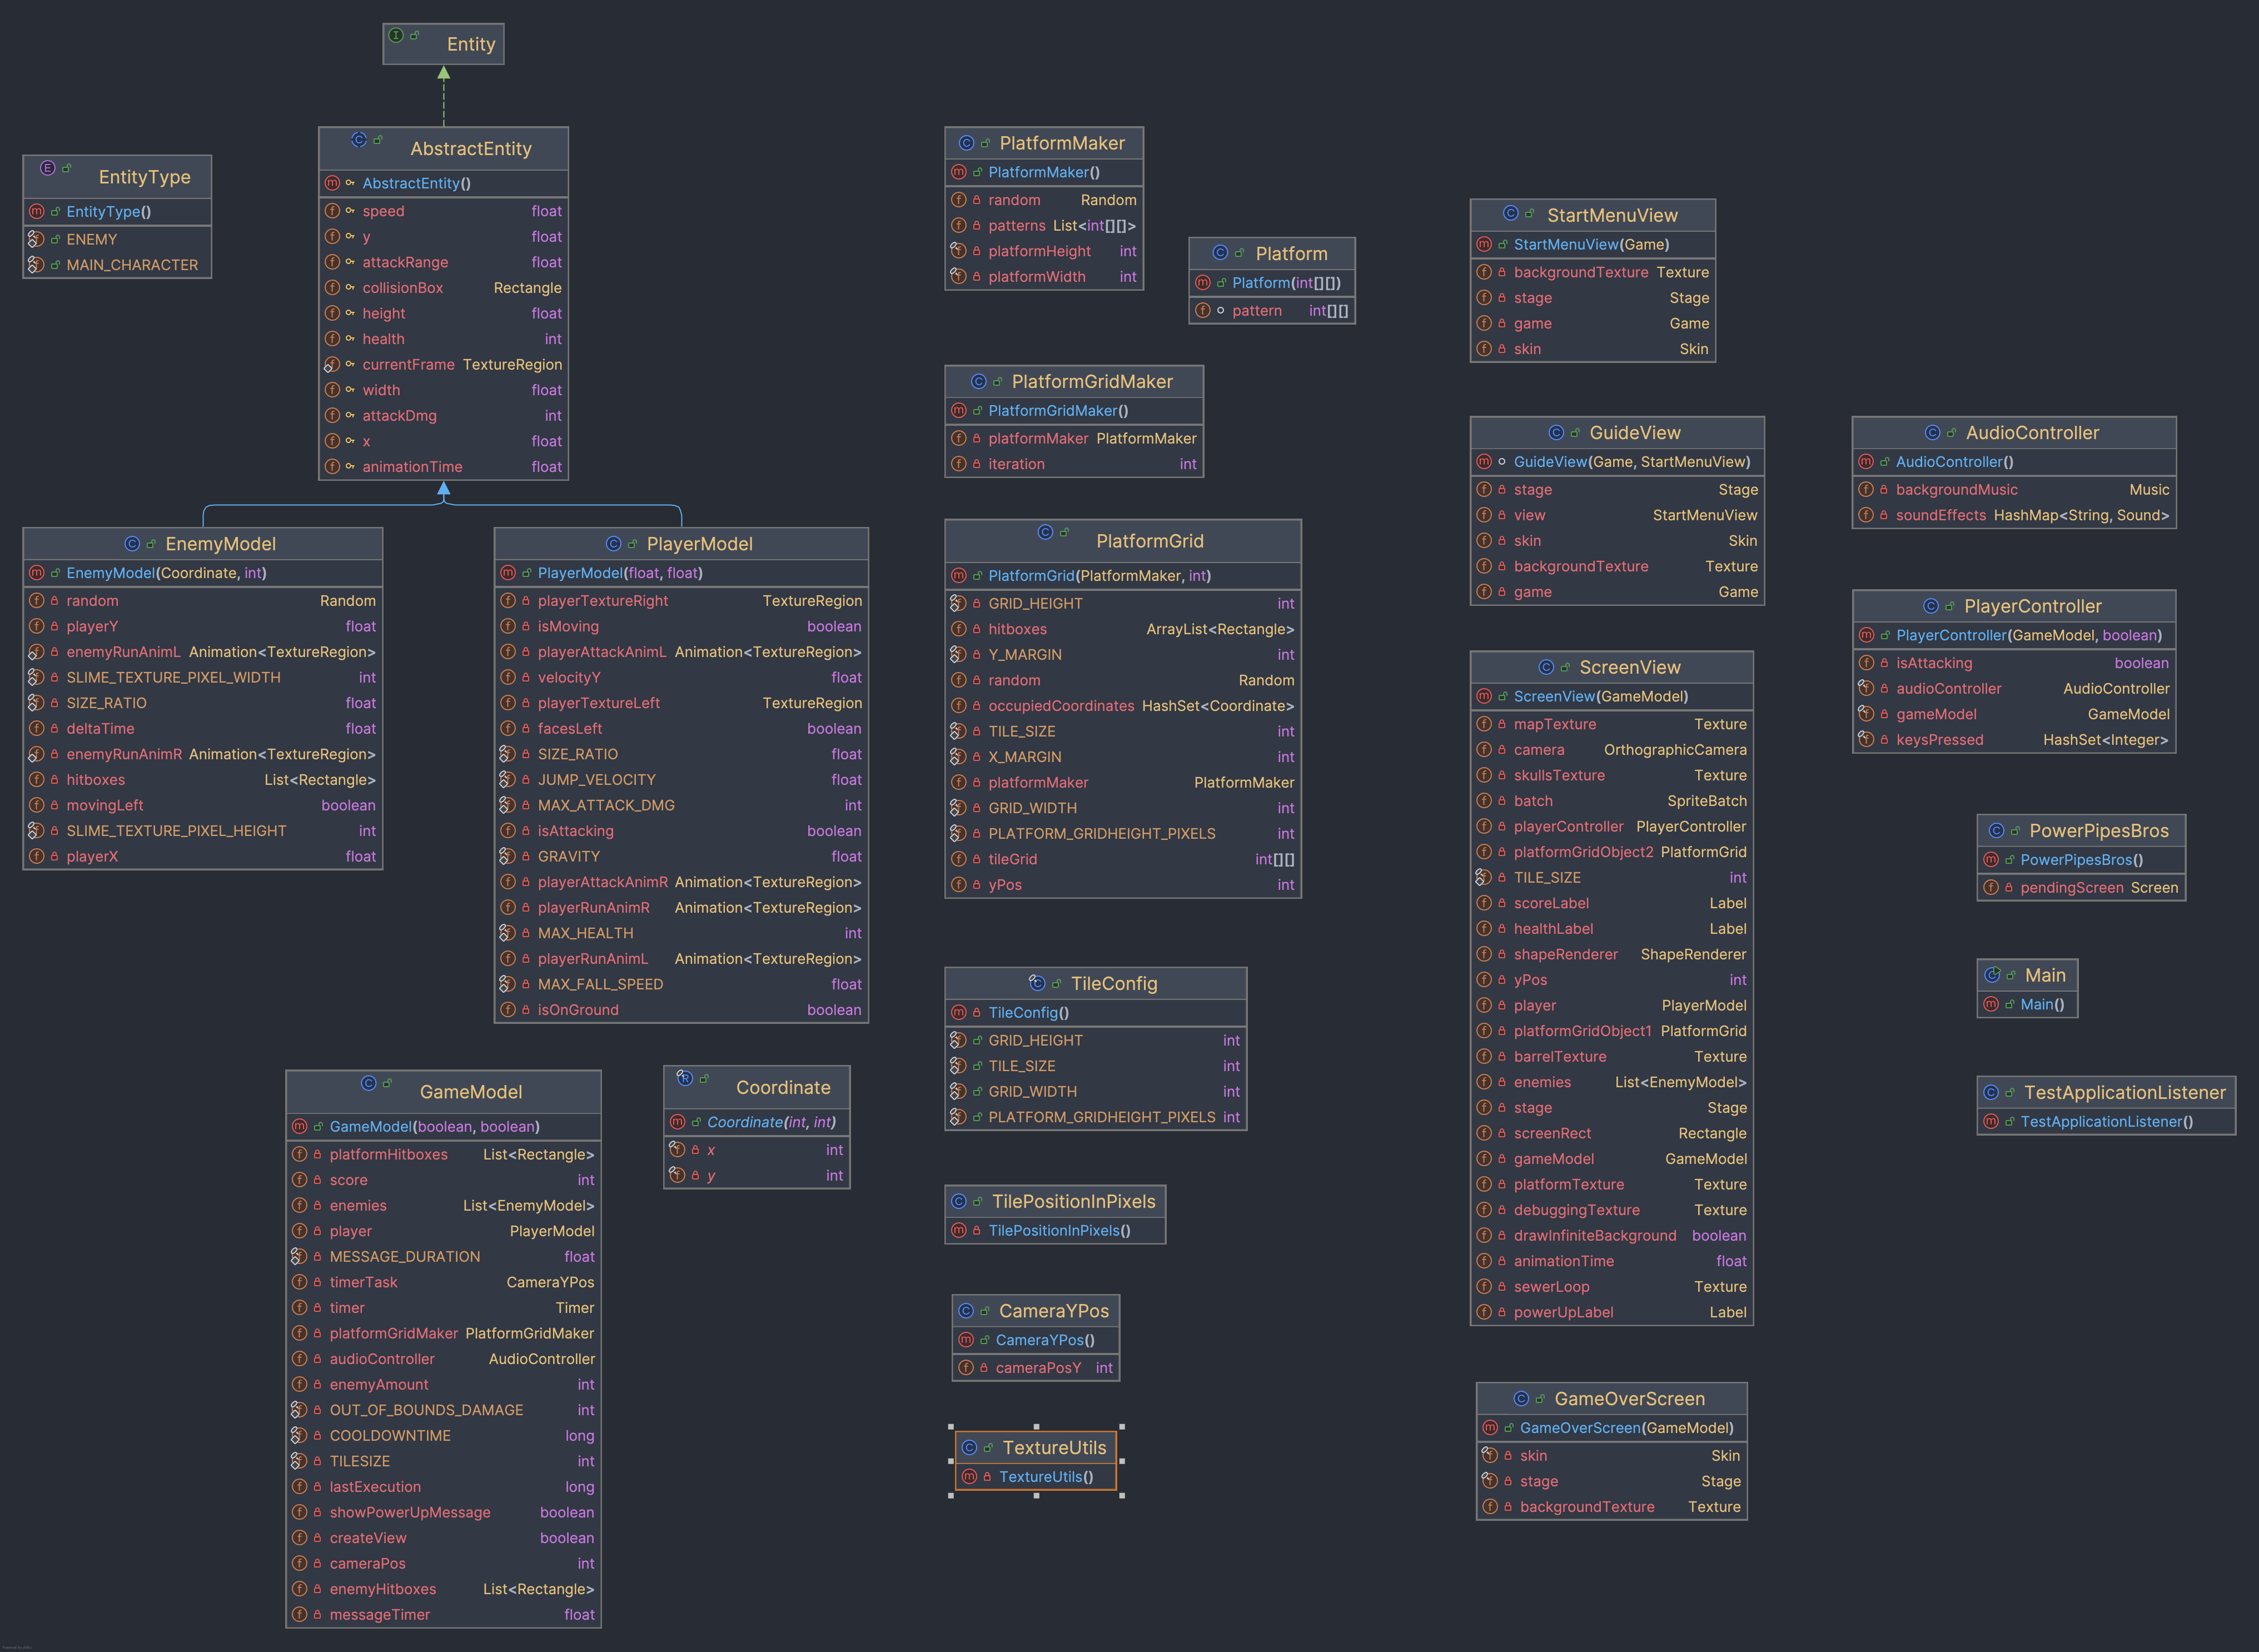 Entity
EntityType
EntityType()
ENEMY
MAIN_CHARACTER
AbstractEntity
AbstractEntity()
speed float
y float
attackRange float
collisionBox Rectangle
height float
health int
currentFrame TextureRegion
width float
attackDmg int
x float
animationTime float
EnemyModel
EnemyModel(Coordinate, int)
random Random
playerY float
enemyRunAnimL Animation<TextureRegion>
SLIME_TEXTURE_PIXEL_WIDTH int
SIZE_RATIO float
deltaTime float
enemyRunAnimR Animation<TextureRegion>
hitboxes List<Rectangle>
movingLeft boolean
SLIME_TEXTURE_PIXEL_HEIGHT int
playerX float
PlayerModel
PlayerModel(float, float)
playerTextureRight TextureRegion
isMoving boolean
playerAttackAnimL Animation<TextureRegion>
velocityY float
playerTextureLeft TextureRegion
facesLeft boolean
SIZE_RATIO float
JUMP_VELOCITY float
MAX_ATTACK_DMG int
isAttacking boolean
GRAVITY float
playerAttackAnimR Animation<TextureRegion>
playerRunAnimR Animation<TextureRegion>
MAX_HEALTH int
playerRunAnimL Animation<TextureRegion>
MAX_FALL_SPEED float
isOnGround boolean
GameModel
GameModel(boolean, boolean)
platformHitboxes List<Rectangle>
score int
enemies List<EnemyModel>
player PlayerModel
MESSAGE_DURATION float
timerTask CameraYPos
timer Timer
platformGridMaker PlatformGridMaker
audioController AudioController
enemyAmount int
OUT_OF_BOUNDS_DAMAGE int
COOLDOWNTIME long
TILESIZE int
lastExecution long
showPowerUpMessage boolean
createView boolean
cameraPos int
enemyHitboxes List<Rectangle>
messageTimer float
Coordinate
Coordinate(int, int)
x int
y int
PlatformMaker
PlatformMaker()
random Random
patterns List<int[][]>
platformHeight int
platformWidth int
Platform
Platform(int[][])
pattern int[][]
PlatformGridMaker
PlatformGridMaker()
platformMaker PlatformMaker
iteration int
PlatformGrid
PlatformGrid(PlatformMaker, int)
GRID_HEIGHT int
hitboxes ArrayList<Rectangle>
Y_MARGIN int
random Random
occupiedCoordinates HashSet<Coordinate>
TILE_SIZE int
X_MARGIN int
platformMaker PlatformMaker
GRID_WIDTH int
PLATFORM_GRIDHEIGHT_PIXELS int
tileGrid int[][]
yPos int
TileConfig
TileConfig()
GRID_HEIGHT int
TILE_SIZE int
GRID_WIDTH int
PLATFORM_GRIDHEIGHT_PIXELS int
TilePositionInPixels
TilePositionInPixels()
CameraYPos
CameraYPos()
cameraPosY int
TextureUtils
TextureUtils()
StartMenuView
StartMenuView(Game)
backgroundTexture Texture
stage Stage
game Game
skin Skin
GuideView
GuideView(Game, StartMenuView)
stage Stage
view StartMenuView
skin Skin
backgroundTexture Texture
game Game
ScreenView
ScreenView(GameModel)
mapTexture Texture
camera OrthographicCamera
skullsTexture Texture
batch SpriteBatch
playerController PlayerController
platformGridObject2 PlatformGrid
TILE_SIZE int
scoreLabel Label
healthLabel Label
shapeRenderer ShapeRenderer
yPos int
player PlayerModel
platformGridObject1 PlatformGrid
barrelTexture Texture
enemies List<EnemyModel>
stage Stage
screenRect Rectangle
gameModel GameModel
platformTexture Texture
debuggingTexture Texture
drawInfiniteBackground boolean
animationTime float
sewerLoop Texture
powerUpLabel Label
GameOverScreen
GameOverScreen(GameModel)
skin Skin
stage Stage
backgroundTexture Texture
AudioController
AudioController()
backgroundMusic Music
soundEffects HashMap<String, Sound>
PlayerController
PlayerController(GameModel, boolean)
isAttacking boolean
audioController AudioController
gameModel GameModel
keysPressed HashSet<Integer>
PowerPipesBros
PowerPipesBros()
pendingScreen Screen
Main
Main()
TestApplicationListener
TestApplicationListener()